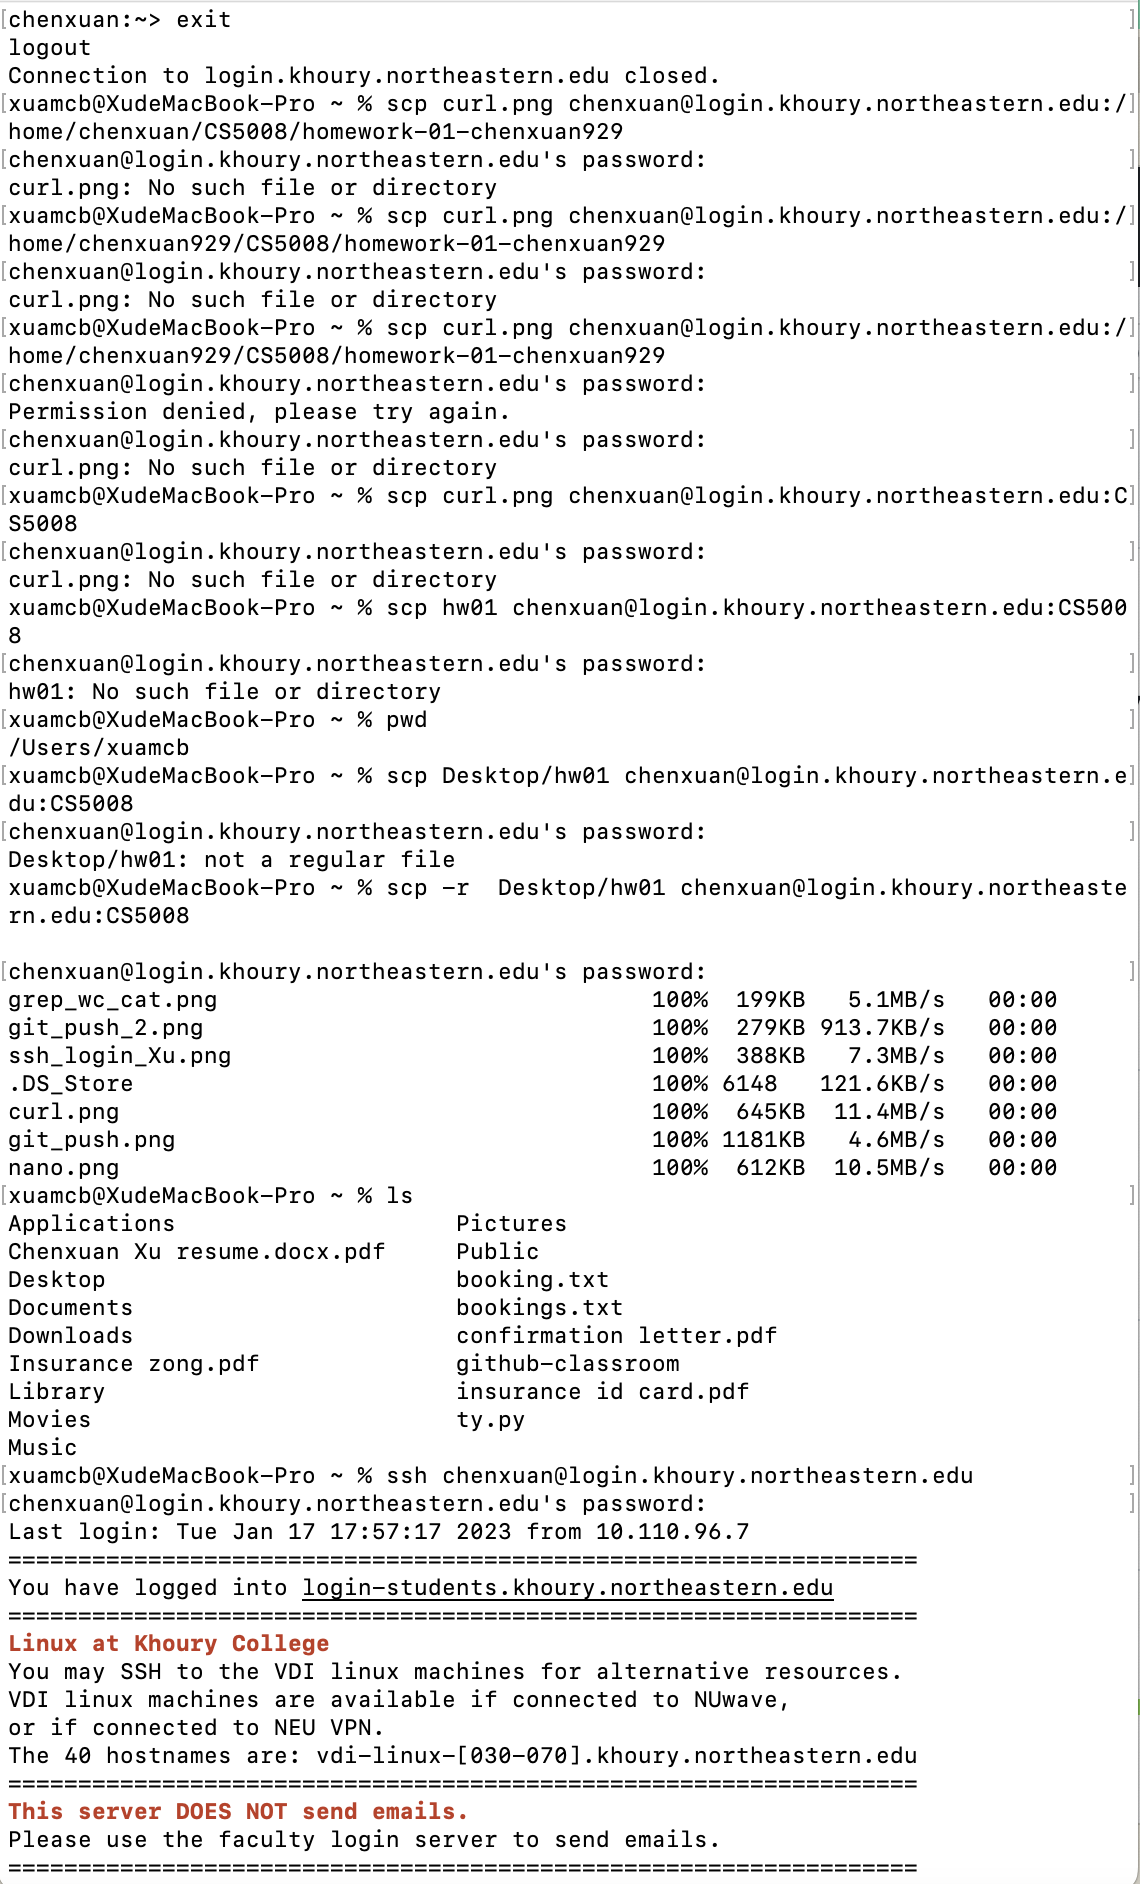 [chenxuan:~> exit ]
logout
Connection to login.khoury.northeastern.edu closed.
[xuamcb@XudeMacBook-Pro ~ % scp curl.png chenxuan@login.khoury.northeastern.edu:/]
home/chenxuan/CS5008/homework-01-chenxuan929
[chenxuan@login.khoury.northeastern.edu's password: ]
curl.png: No such file or directory
[xuamcb@XudeMacBook-Pro ~ % scp curl.png chenxuan@login.khoury.northeastern.edu:/]
home/chenxuan929/CS5008/homework-01-chenxuan929
[chenxuan@login.khoury.northeastern.edu's password: ]
curl.png: No such file or directory
[xuamcb@XudeMacBook-Pro ~ % scp curl.png chenxuan@login.khoury.northeastern.edu:/]
home/chenxuan929/CS5008/homework-01-chenxuan929
[chenxuan@login.khoury.northeastern.edu's password: ]
Permission denied, please try again.
[chenxuan@login.khoury.northeastern.edu's password: ]
curl.png: No such file or directory
[xuamcb@XudeMacBook-Pro ~ % scp curl.png chenxuan@login.khoury.northeastern.edu:C]
S5008
[chenxuan@login.khoury.northeastern.edu's password: ]
curl.png: No such file or directory
xuamcb@XudeMacBook-Pro ~ % scp hw01 chenxuan@login.khoury.northeastern.edu:CS500
8
[chenxuan@login.khoury.northeastern.edu's password: ]
hw01: No such file or directory
[xuamcb@XudeMacBook-Pro ~ % pwd ]
/Users/xuamcb
[xuamcb@XudeMacBook-Pro ~ % scp Desktop/hw01 chenxuan@login.khoury.northeastern.e]
du:CS5008
[chenxuan@login.khoury.northeastern.edu's password: ]
Desktop/hw01: not a regular file
xuamcb@XudeMacBook-Pro ~ % scp -r  Desktop/hw01 chenxuan@login.khoury.northeaste
rn.edu:CS5008
[chenxuan@login.khoury.northeastern.edu's password: ]
grep_wc_cat.png 100% 199KB 5.1MB/s 00:00
git_push_2.png 100% 279KB 913.7KB/s 00:00
ssh_login_Xu.png 100% 388KB 7.3MB/s 00:00
.DS_Store 100% 6148 121.6KB/s 00:00
curl.png 100% 645KB 11.4MB/s 00:00
git_push.png 100% 1181KB 4.6MB/s 00:00
nano.png 100% 612KB 10.5MB/s 00:00
[xuamcb@XudeMacBook-Pro ~ % ls ]
Applications Pictures
Chenxuan Xu resume.docx.pdf Public
Desktop booking.txt
Documents bookings.txt
Downloads confirmation letter.pdf
Insurance zong.pdf github-classroom
Library insurance id card.pdf
Movies ty.py
Music
[xuamcb@XudeMacBook-Pro ~ % ssh chenxuan@login.khoury.northeastern.edu ]
[chenxuan@login.khoury.northeastern.edu's password: ]
Last login: Tue Jan 17 17:57:17 2023 from 10.110.96.7
=================================================================
You have logged into login-students.khoury.northeastern.edu
=================================================================
Linux at Khoury College
You may SSH to the VDI linux machines for alternative resources.
VDI linux machines are available if connected to NUwave,
or if connected to NEU VPN.
The 40 hostnames are: vdi-linux-[030-070].khoury.northeastern.edu
=================================================================
This server DOES NOT send emails.
Please use the faculty login server to send emails.
=================================================================